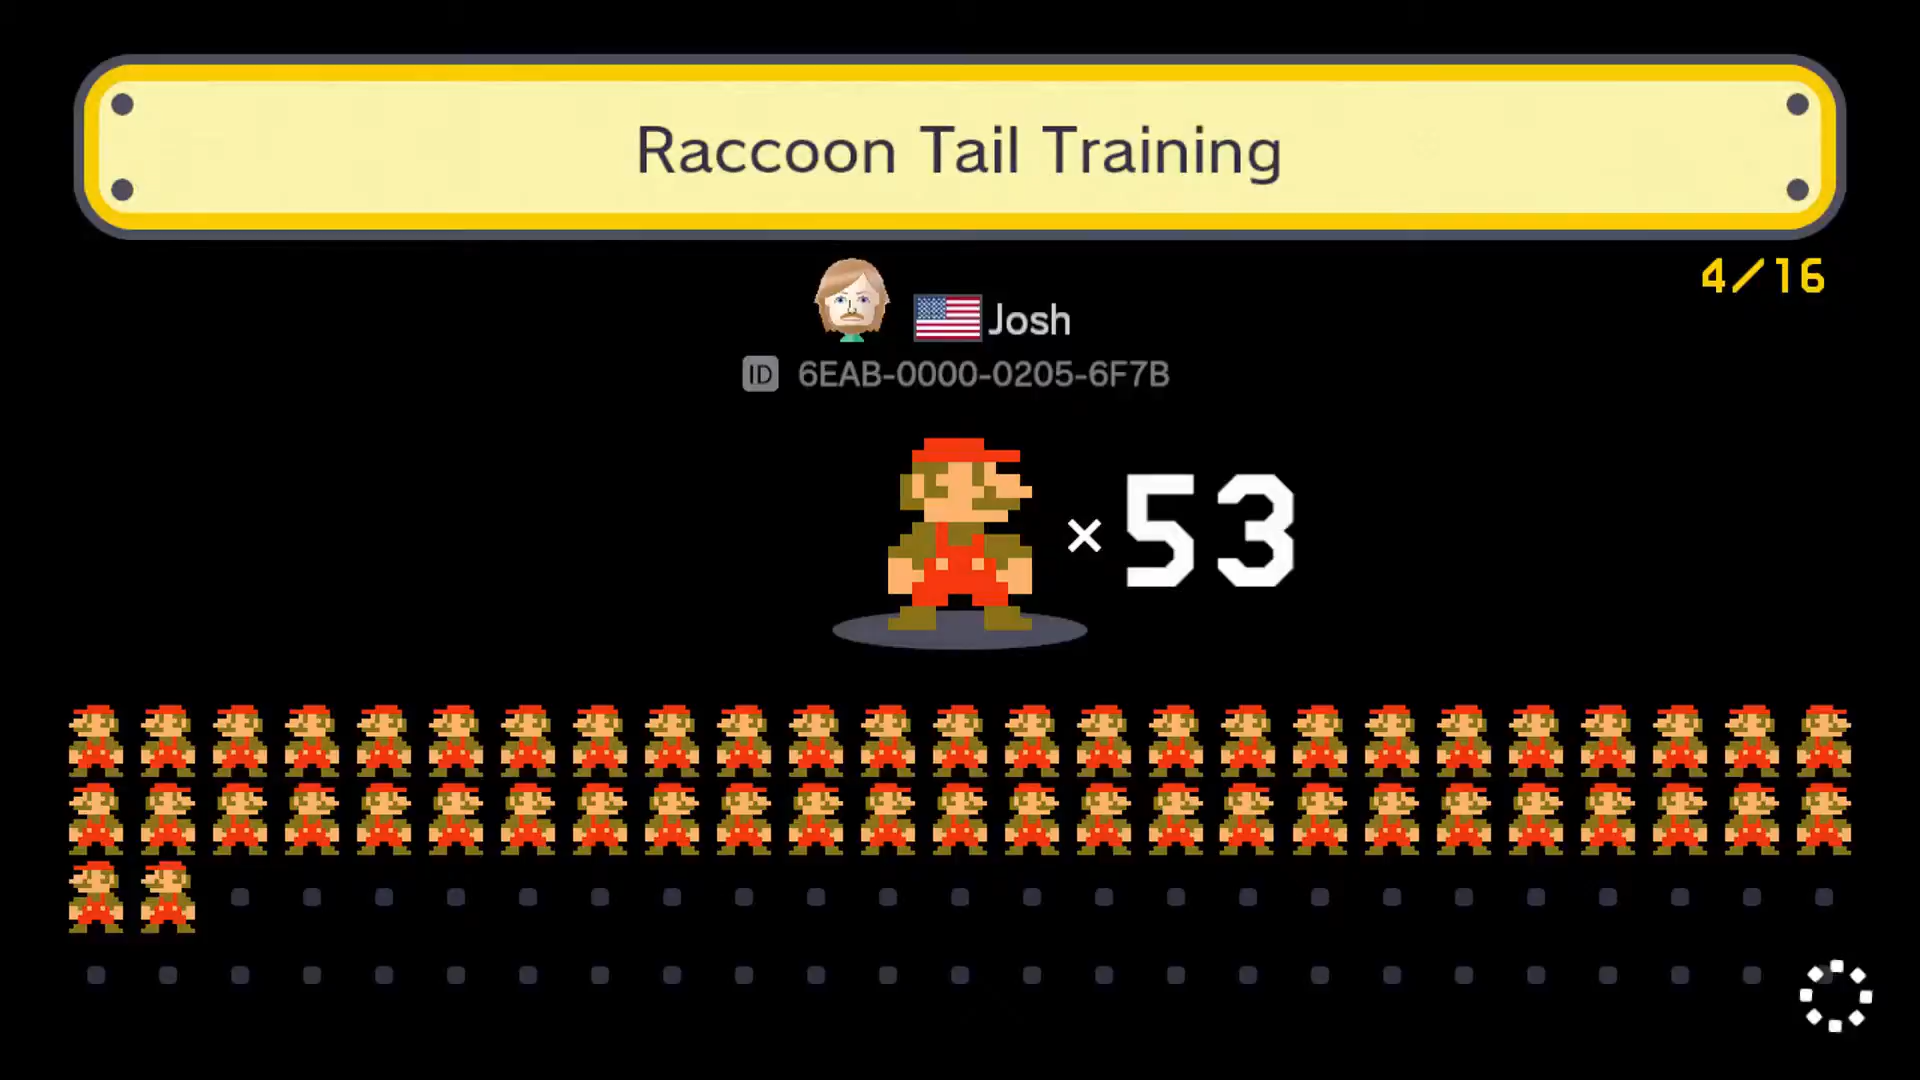 Raccoon Tail Training
4/16
Josh
ID 6EAB-0000-0205-6F7B
×53